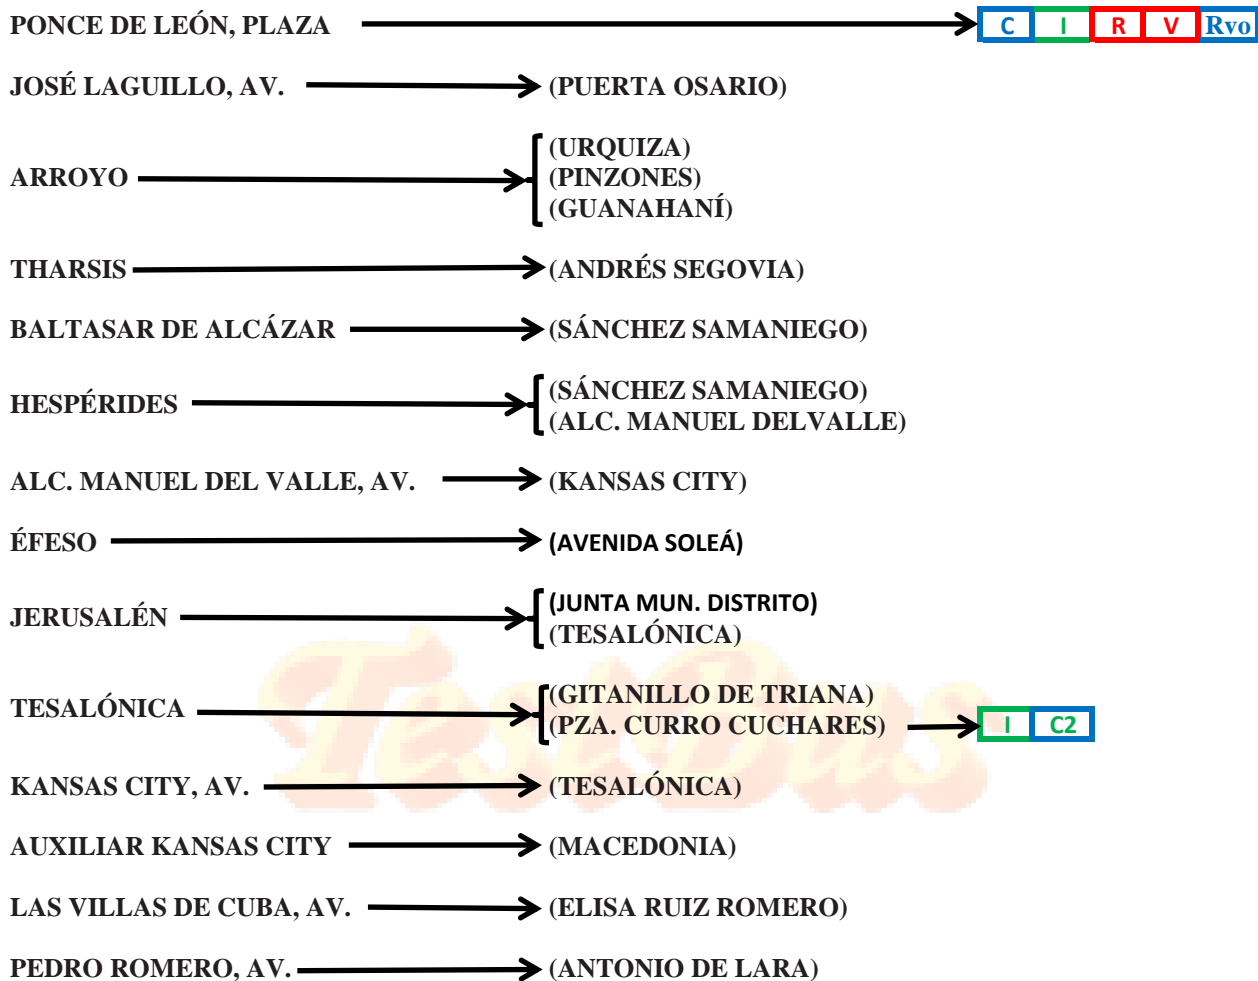 PONCE DE LEÓN, PLAZA C I R V Rvo
JOSÉ LAGUILLO, AV. (PUERTA OSARIO)
(URQUIZA)
ARROYO (PINZONES)
(GUANAHANÍ)
THARSIS (ANDRÉS SEGOVIA)
BALTASAR DE ALCÁZAR (SÁNCHEZ SAMANIEGO)
HESPÉRIDES (SÁNCHEZ SAMANIEGO)
(ALC. MANUEL DELVALLE)
ALC. MANUEL DEL VALLE, AV. (KANSAS CITY)
ÉFESO (AVENIDA SOLEÁ)
JERUSALÉN (JUNTA MUN. DISTRITO)
(TESALÓNICA)
TESALÓNICA (GITANILLO DE TRIANA)
(PZA. CURRO CUCHARES) I C2
KANSAS CITY, AV. (TESALÓNICA)
AUXILIAR KANSAS CITY (MACEDONIA)
LAS VILLAS DE CUBA, AV. (ELISA RUIZ ROMERO)
PEDRO ROMERO, AV. (ANTONIO DE LARA)
TestBus